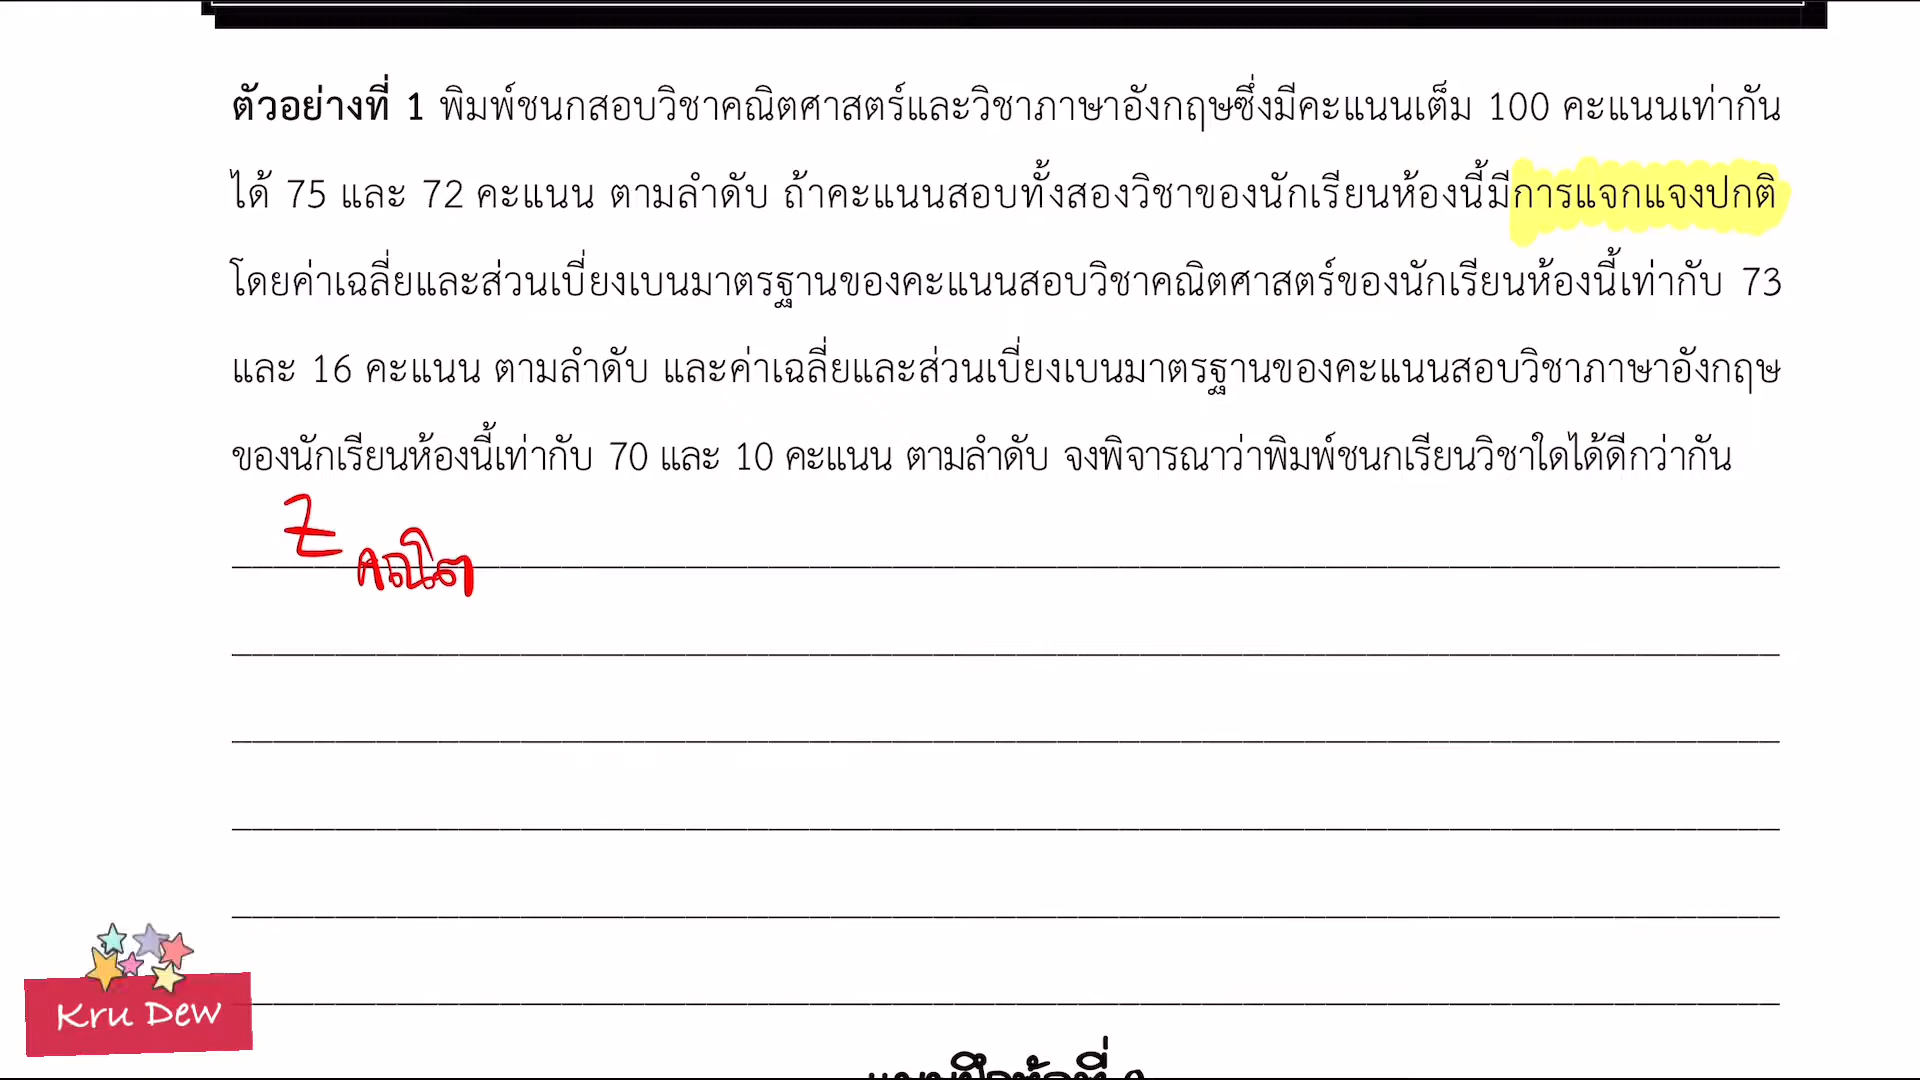 ตัวอย่างที่ 1 พิมพ์ชนกสอบวิชาคณิตศาสตร์และวิชาภาษาอังกฤษซึ่งมีคะแนนเต็ม 100 คะแนนเท่ากัน
ได้ 75 และ 72 คะแนน ตามลำดับ ถ้าคะแนนสอบทั้งสองวิชาของนักเรียนห้องนี้มีการแจกแจงปกติ
โดยค่าเฉลี่ยและส่วนเบี่ยงเบนมาตรฐานของคะแนนสอบวิชาคณิตศาสตร์ของนักเรียนห้องนี้เท่ากับ 73
และ 16 คะแนน ตามลำดับ และค่าเฉลี่ยและส่วนเบี่ยงเบนมาตรฐานของคะแนนสอบวิชาภาษาอังกฤษ
ของนักเรียนห้องนี้เท่ากับ 70 และ 10 คะแนน ตามลำดับ จงพิจารณาว่าพิมพ์ชนกเรียนวิชาใดได้ดีกว่ากัน
Z คณิต
Kru Dew